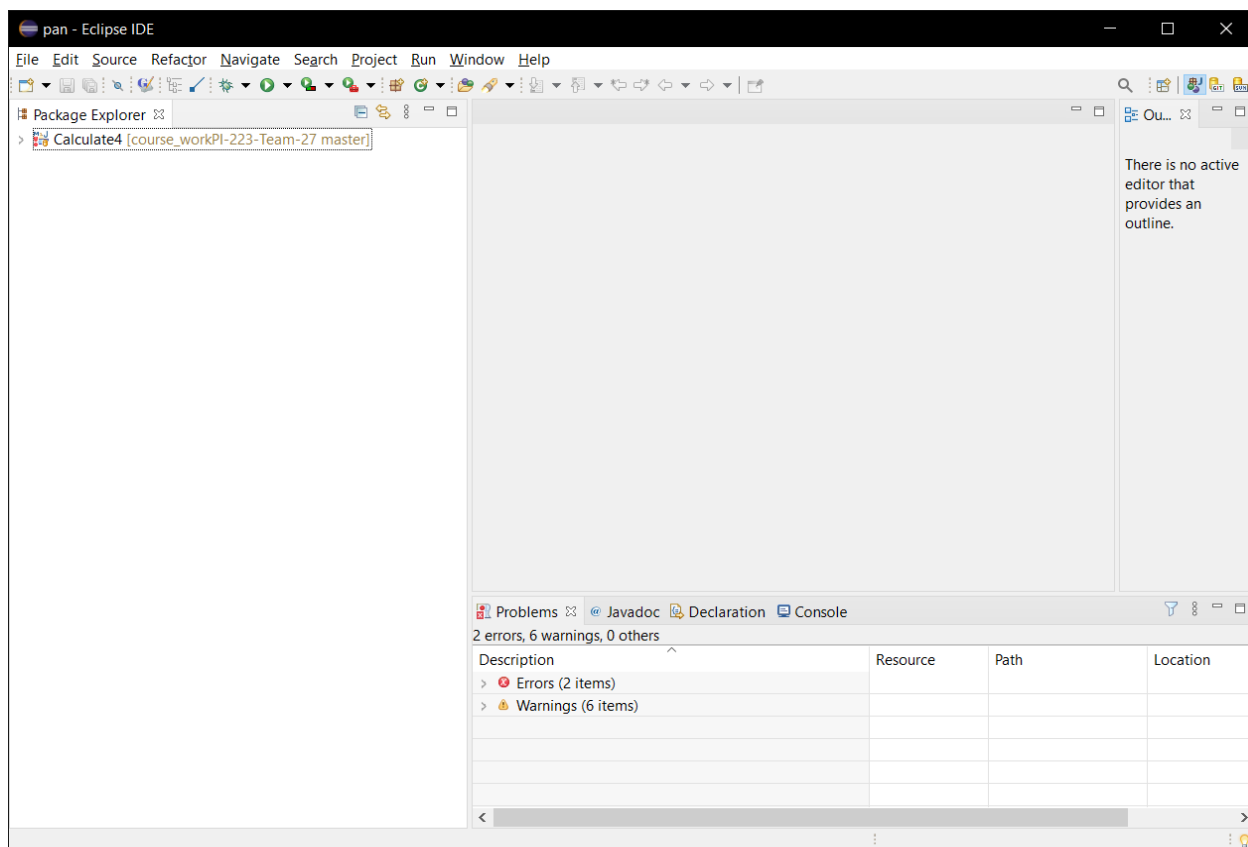 pan - Eclipse IDE
File Edit Source Refactor Navigate Search Project Run Window Help
Package Explorer
Calculate4 [course_workPI-223-Team-27 master]
Ou...
There is no active
editor that
provides an
outline.
Problems @ Javadoc Declaration Console
2 errors, 6 warnings, 0 others
Description Resource Path Location
Errors (2 items)
Warnings (6 items)